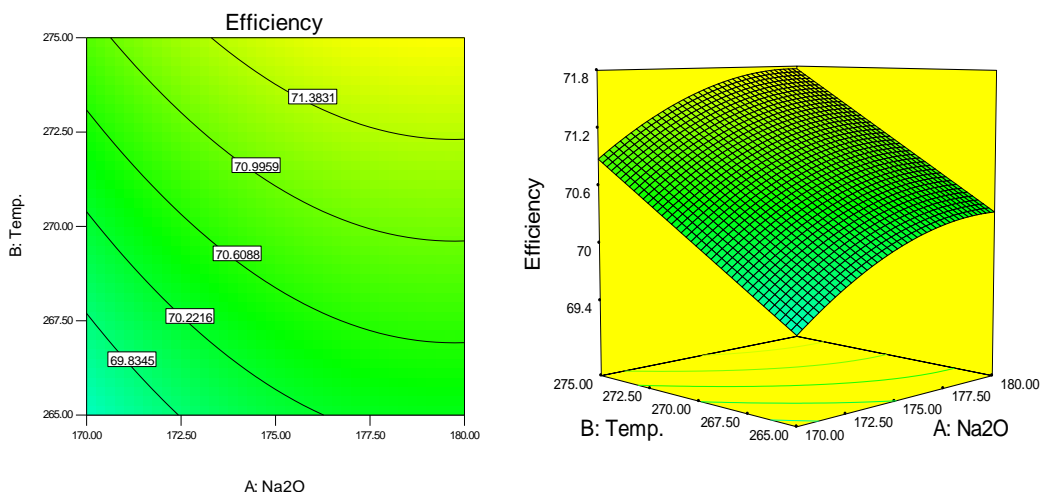 Efficiency
275.00
272.50
270.00
267.50
265.00
B: Temp.
71.3831
70.9959
70.6088
70.2216
69.8345
170.00 172.50 175.00 177.50 180.00
A: Na2O
71.8
71.2
70.6
70
69.4
Efficiency
275.00 272.50 270.00 267.50 265.00
B: Temp.
170.00 172.50 175.00 177.50 180.00
A: Na2O